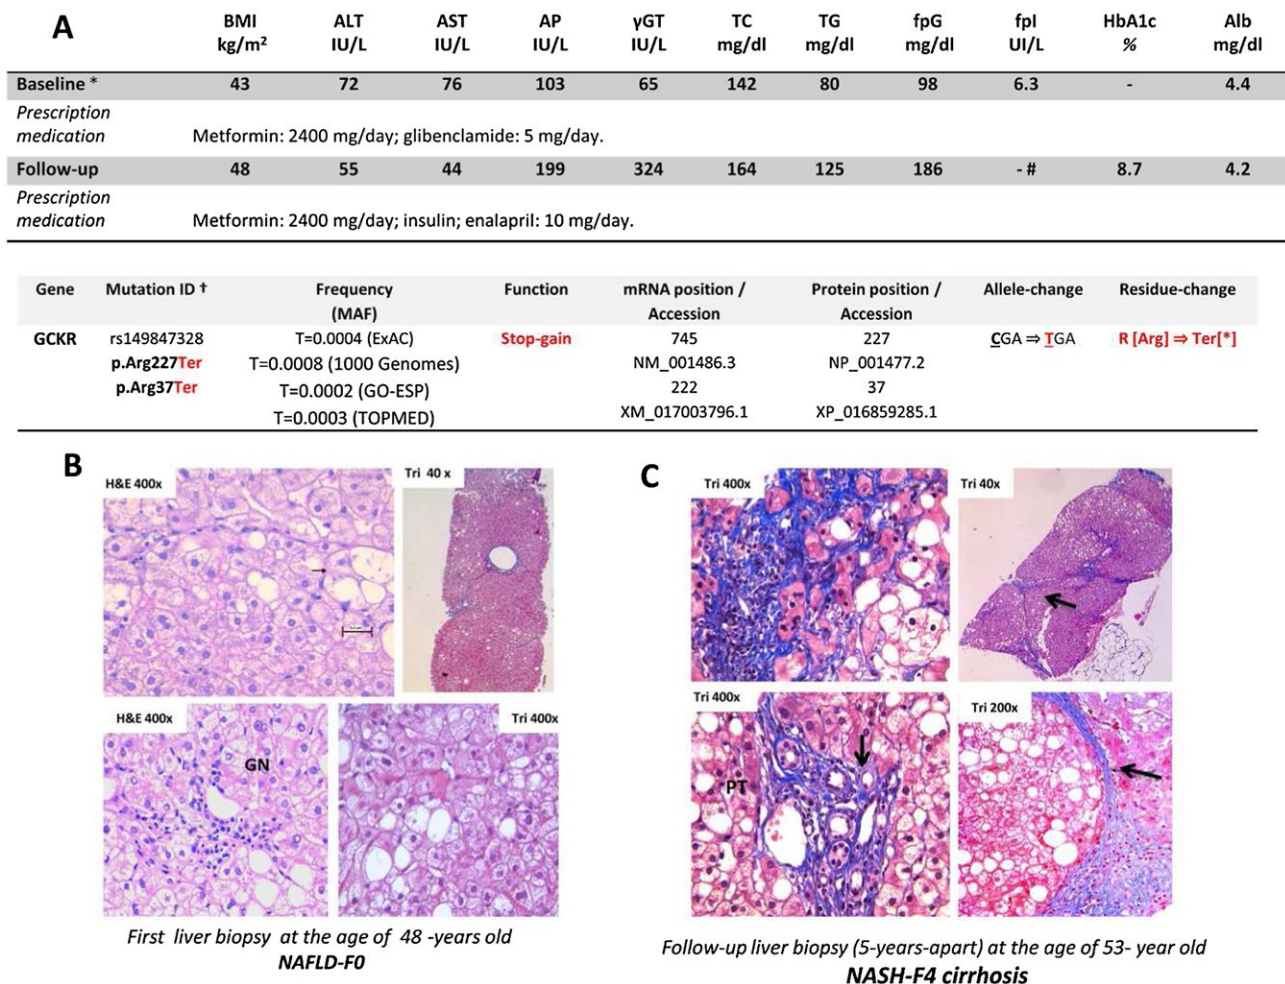 A
BMI kg/m² ALT IU/L AST IU/L AP IU/L γGT IU/L TC mg/dl TG mg/dl fpG mg/dl fpI UI/L HbA1c % Alb mg/dl
Baseline * 43 72 76 103 65 142 80 98 6.3 - 4.4
Prescription
medication Metformin: 2400 mg/day; glibenclamide: 5 mg/day.
Follow-up 48 55 44 199 324 164 125 186 - # 8.7 4.2
Prescription
medication Metformin: 2400 mg/day; insulin; enalapril: 10 mg/day.
Gene Mutation ID † Frequency (MAF) Function mRNA position / Accession Protein position / Accession Allele-change Residue-change
GCKR rs149847328 T=0.0004 (ExAC) Stop-gain 745 227 CGA ⇒ TGA R [Arg] ⇒ Ter[*]
p.Arg227Ter T=0.0008 (1000 Genomes) NM_001486.3 NP_001477.2
p.Arg37Ter T=0.0002 (GO-ESP) 222 37
T=0.0003 (TOPMED) XM_017003796.1 XP_016859285.1
B
H&E 400x
Tri 40 x
H&E 400x
GN
Tri 400x
First liver biopsy at the age of 48 -years old
NAFLD-F0
C
Tri 400x
Tri 40x
Tri 400x
PT
Tri 200x
Follow-up liver biopsy (5-years-apart) at the age of 53- year old
NASH-F4 cirrhosis